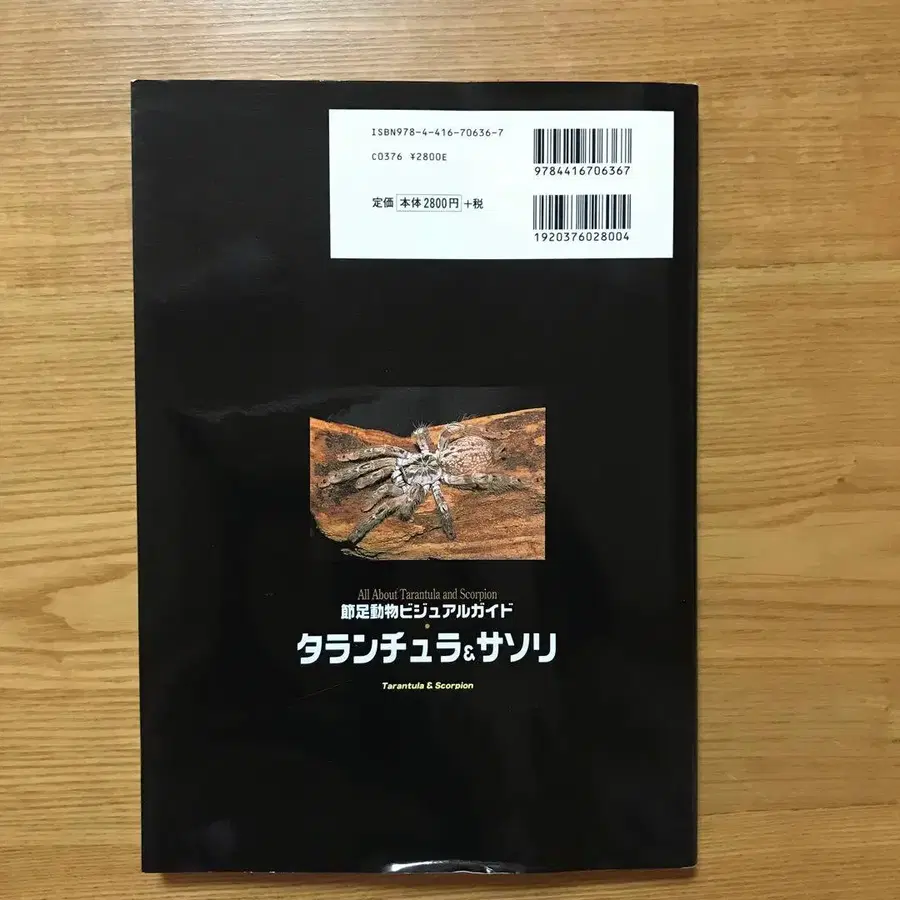 ISBN978-4-416-70636-7
C0376 ¥2800E
定価 本体2800円 +税
9784416706367
1920376028004
All About Tarantula and Scorpion
節足動物ビジュアルガイド
タランチュラ&サソリ
Tarantula & Scorpion